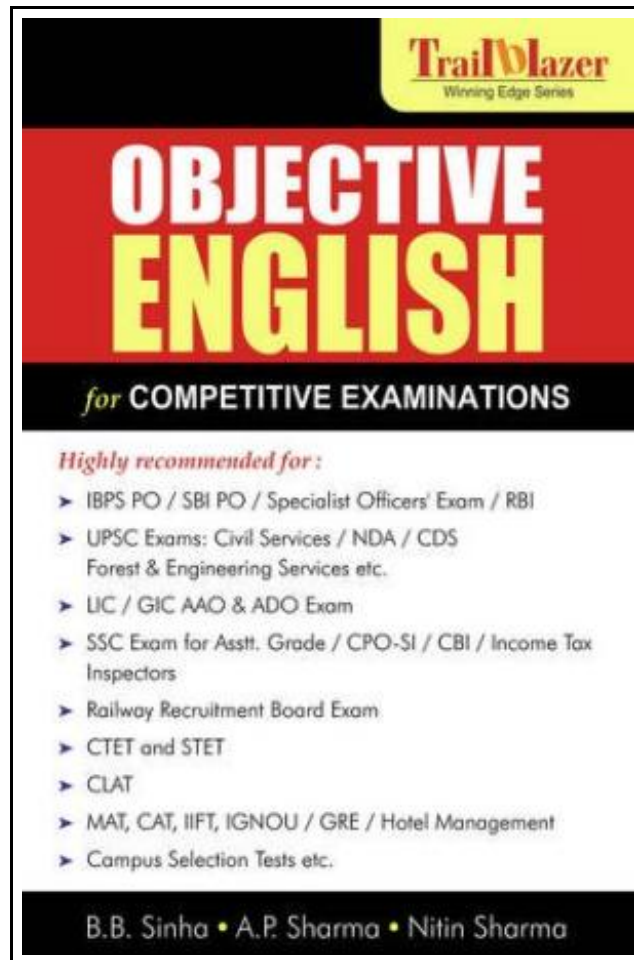 Trailblazer
Winning Edge Series
OBJECTIVE
ENGLISH
for COMPETITIVE EXAMINATIONS
Highly recommended for :
➤ IBPS PO / SBI PO / Specialist Officers' Exam / RBI
➤ UPSC Exams: Civil Services / NDA / CDS
Forest & Engineering Services etc.
➤ LIC / GIC AAO & ADO Exam
➤ SSC Exam for Asstt. Grade / CPO-SI / CBI / Income Tax
Inspectors
➤ Railway Recruitment Board Exam
➤ CTET and STET
➤ CLAT
➤ MAT, CAT, IIFT, IGNOU / GRE / Hotel Management
➤ Campus Selection Tests etc.
B.B. Sinha • A.P. Sharma • Nitin Sharma